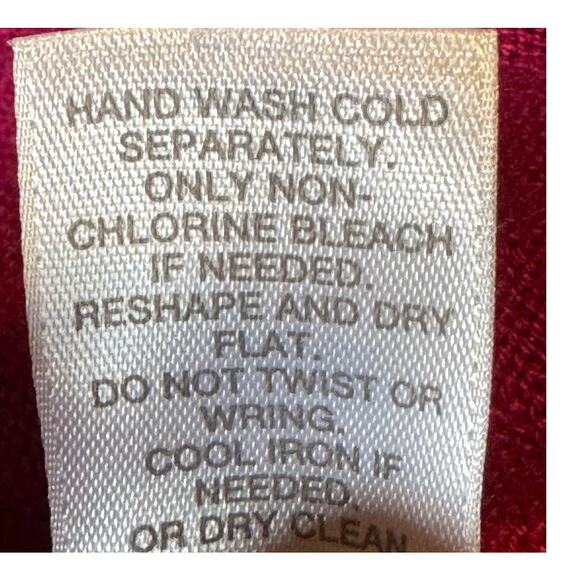 HAND WASH COLD
SEPARATELY.
ONLY NON-
CHLORINE BLEACH
IF NEEDED.
RESHAPE AND DRY
FLAT.
DO NOT TWIST OR
WRING.
COOL IRON IF
NEEDED.
OR DRY CLEAN